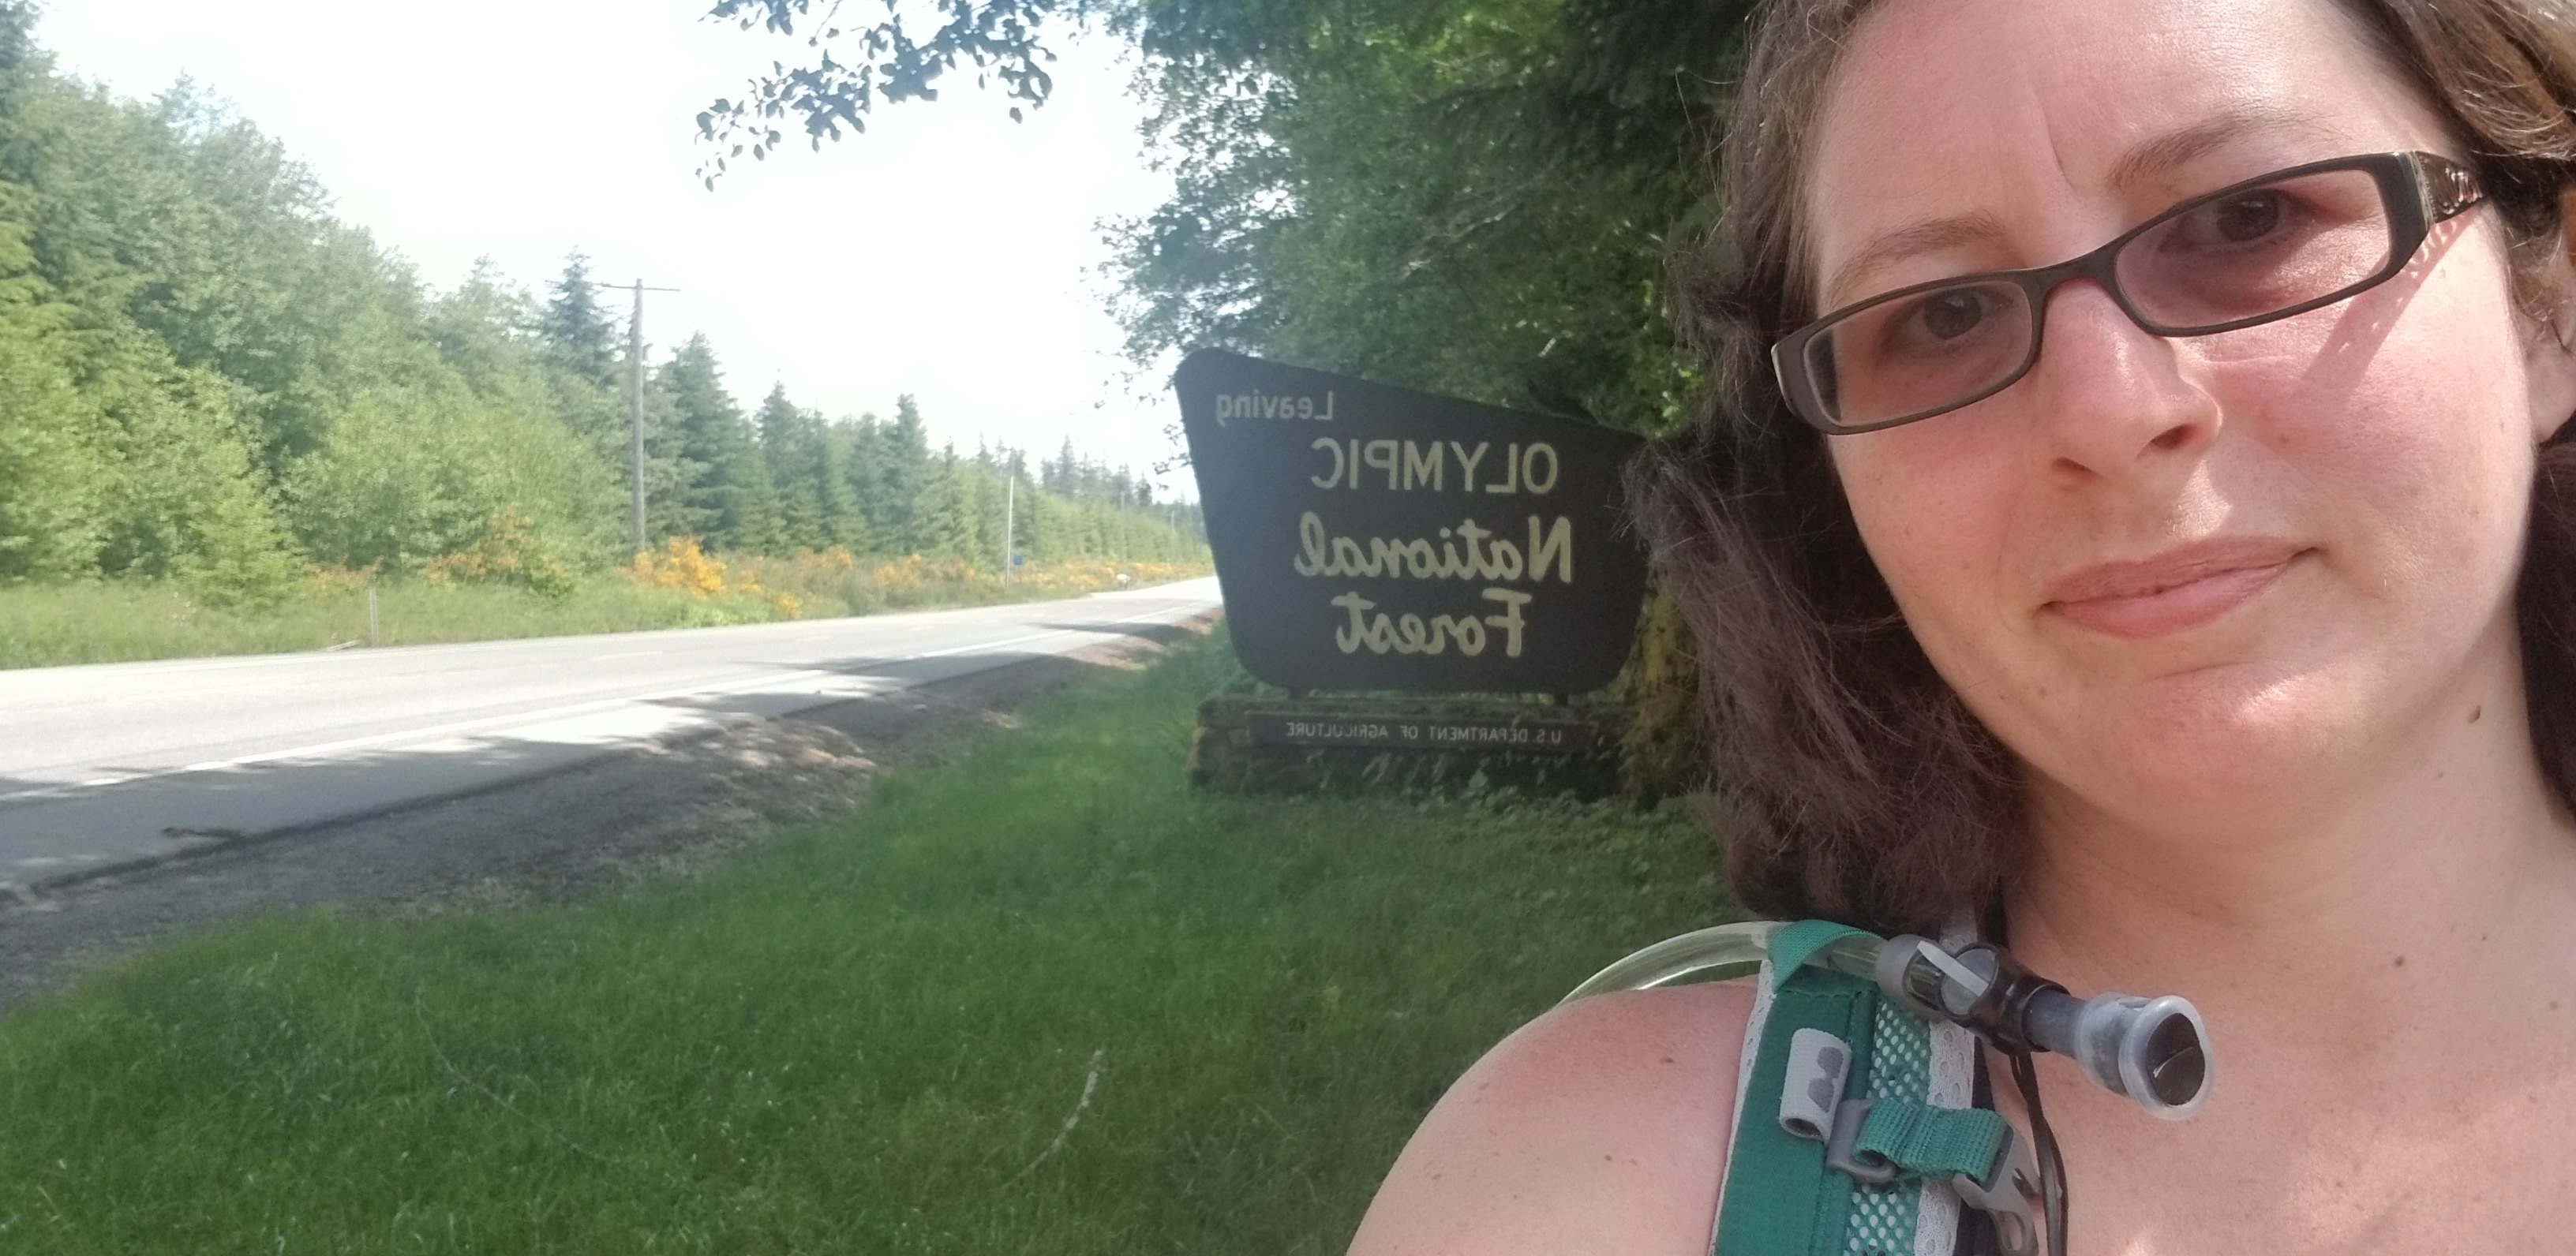 Leaving
OLYMPIC
National
Forest
U.S. DEPARTMENT OF AGRICULTURE